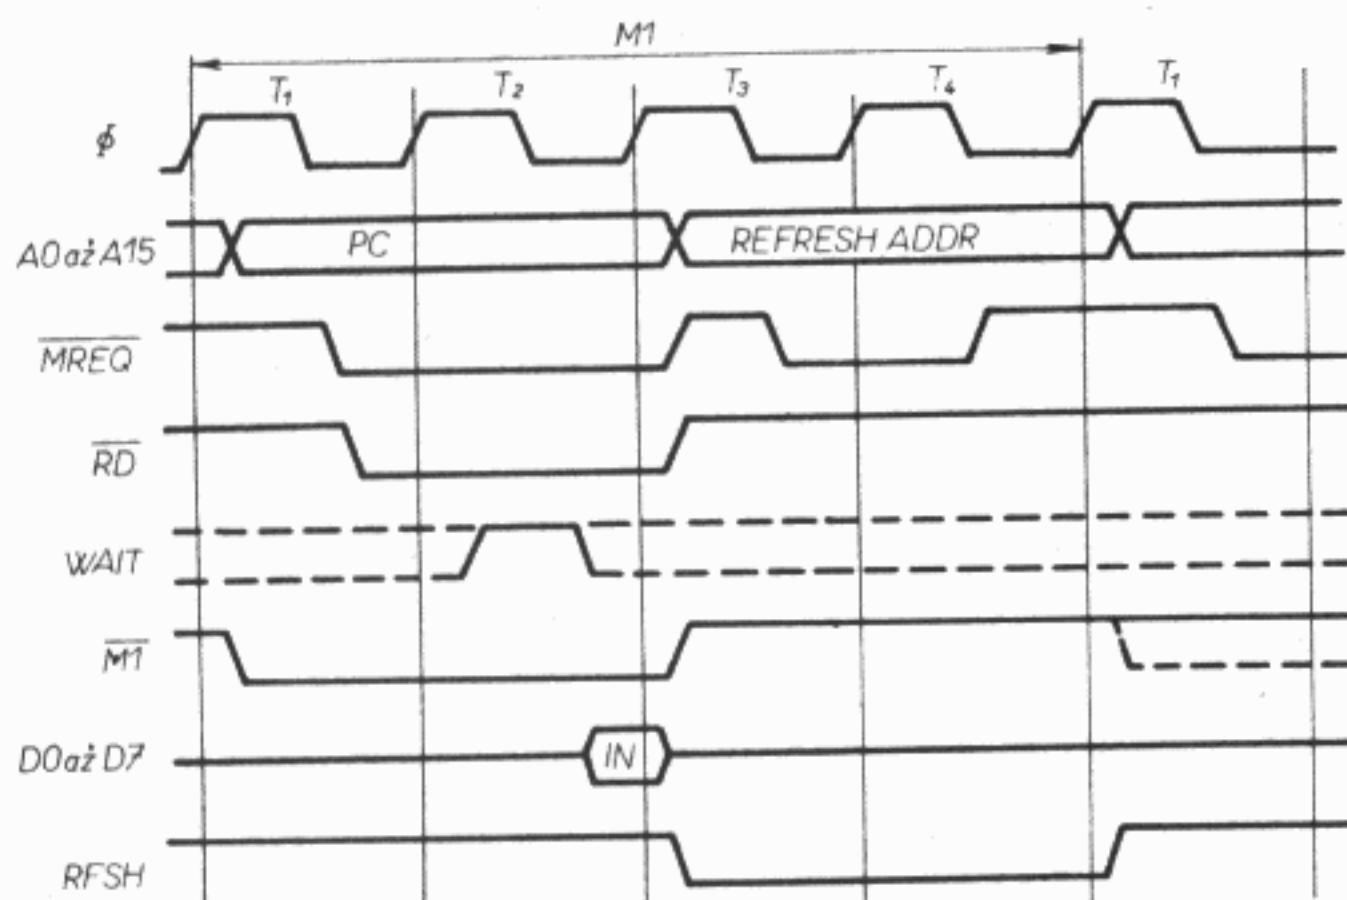 M1
T1 T2 T3 T4 T1
Φ
A0 až A15 PC REFRESH ADDR
MREQ
RD
WAIT
M1
D0 až D7 IN
RFSH